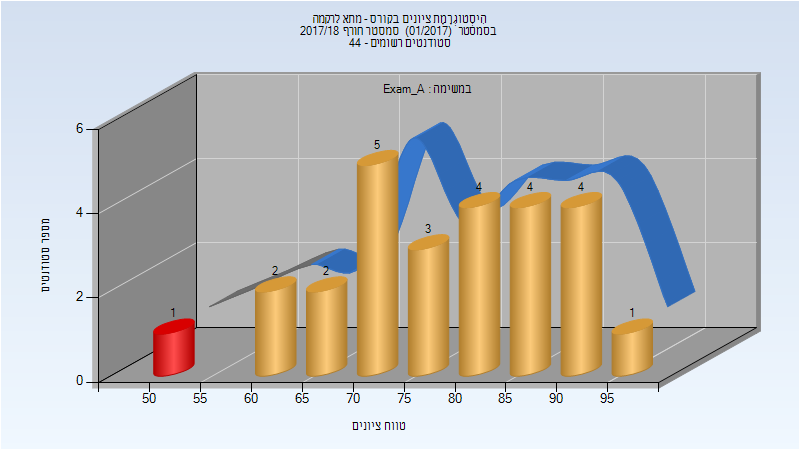 היסטוגרמת ציונים בקורס - מתא לרקמה
בסמסטר (01/2017) סמסטר חורף 2017/18
סטודנטים רשומים - 44
במשימה : Exam_A
6
4
2
0
מספר סטודנטים
1
2
2
5
3
4
4
4
1
50 55 60 65 70 75 80 85 90 95
טווח ציונים